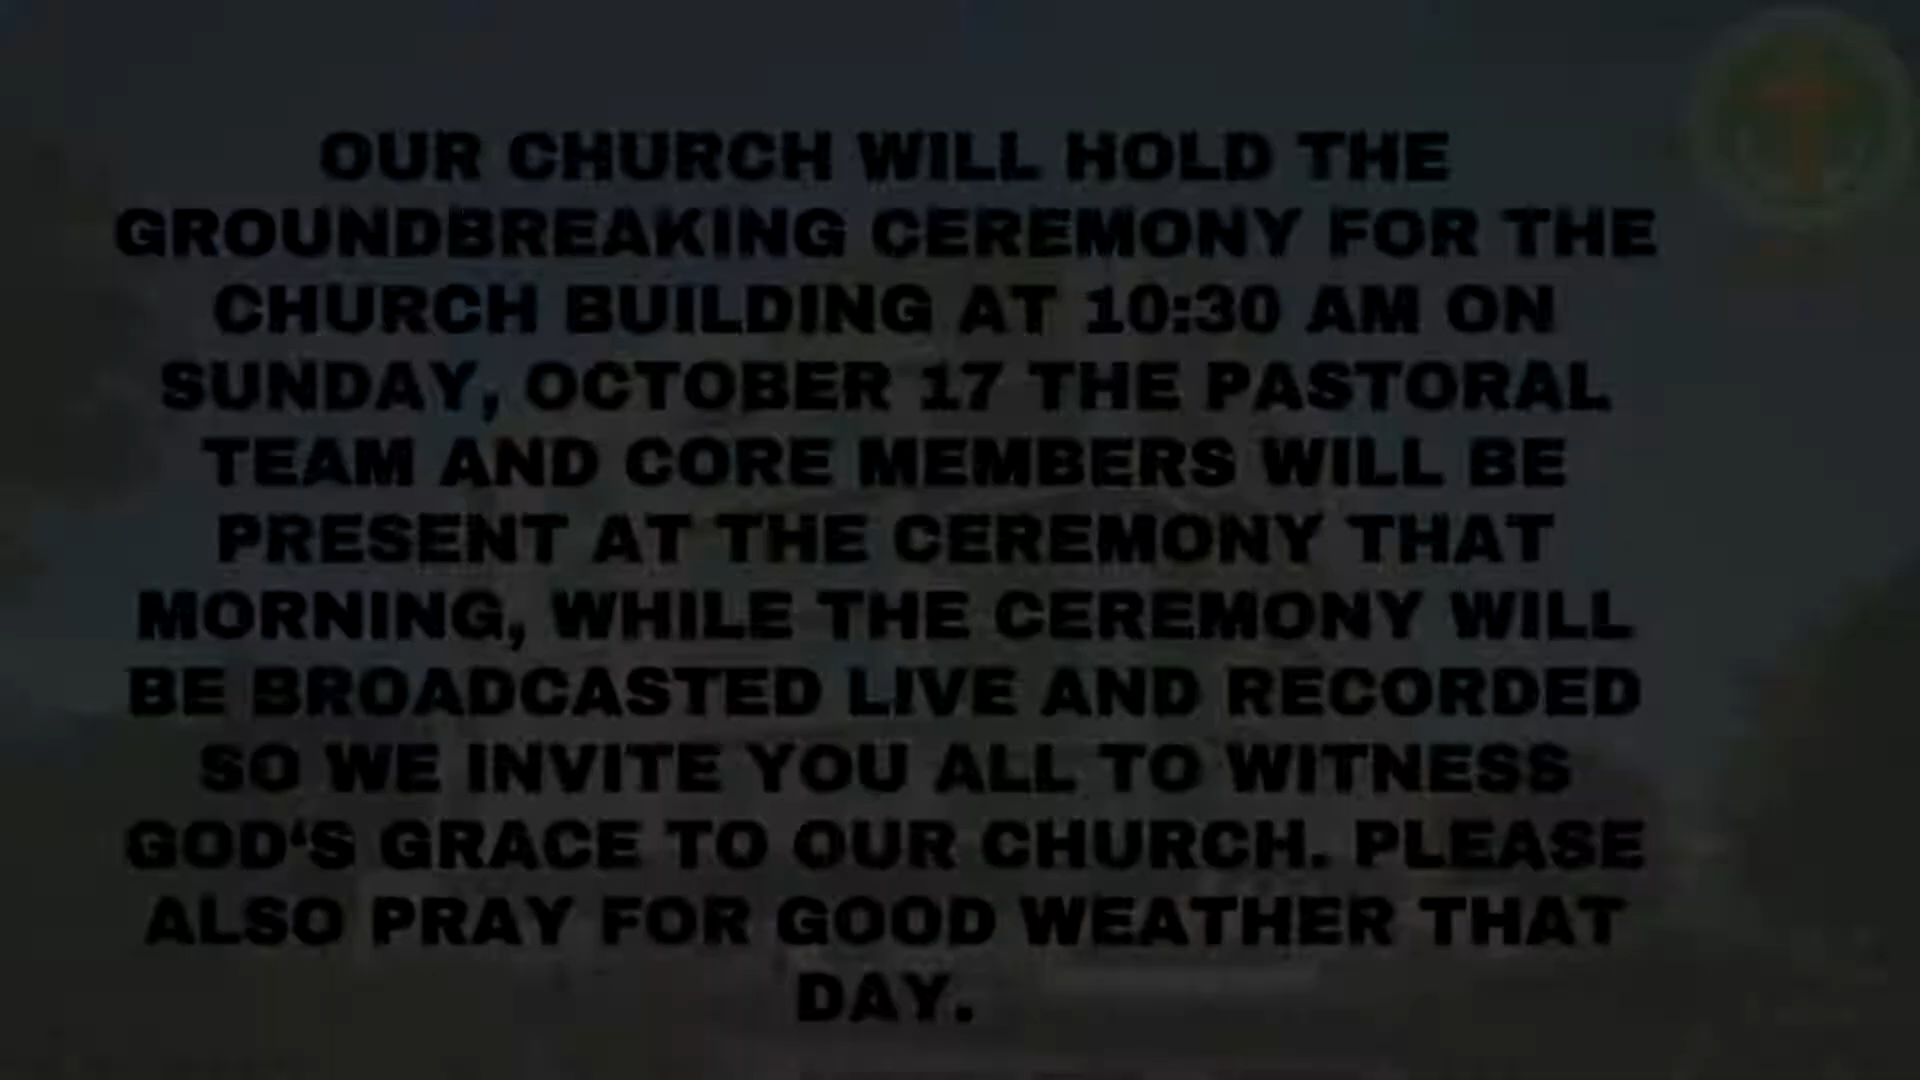 OUR CHURCH WILL HOLD THE
GROUNDBREAKING CEREMONY FOR THE
CHURCH BUILDING AT 10:30 AM ON
SUNDAY, OCTOBER 17 THE PASTORAL
TEAM AND CORE MEMBERS WILL BE
PRESENT AT THE CEREMONY THAT
MORNING, WHILE THE CEREMONY WILL
BE BROADCASTED LIVE AND RECORDED
SO WE INVITE YOU ALL TO WITNESS
GOD‘S GRACE TO OUR CHURCH. PLEASE
ALSO PRAY FOR GOOD WEATHER THAT
DAY.